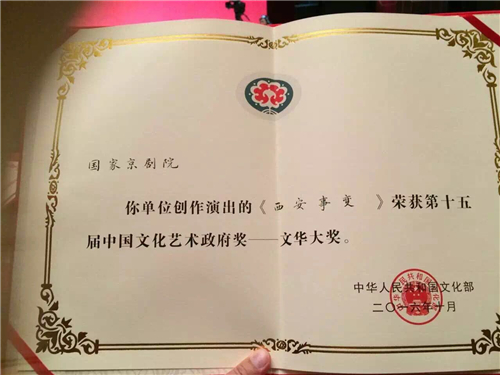 国家京剧院
你单位创作演出的《西安事变》荣获第十五
届中国文化艺术政府奖——文华大奖。
中华人民共和国文化部
二〇一六年十月